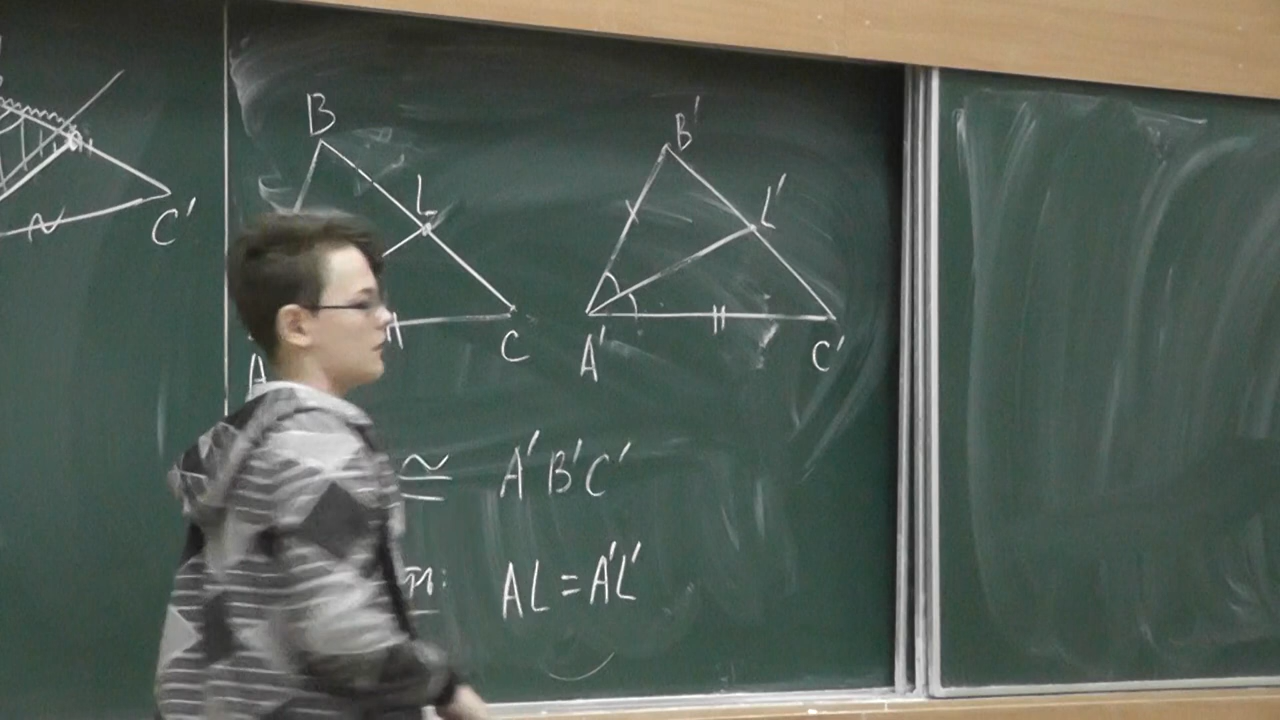 C'
B
L
A
C
B'
L'
A'
C'
≅ A'B'C'
AL = A'L'